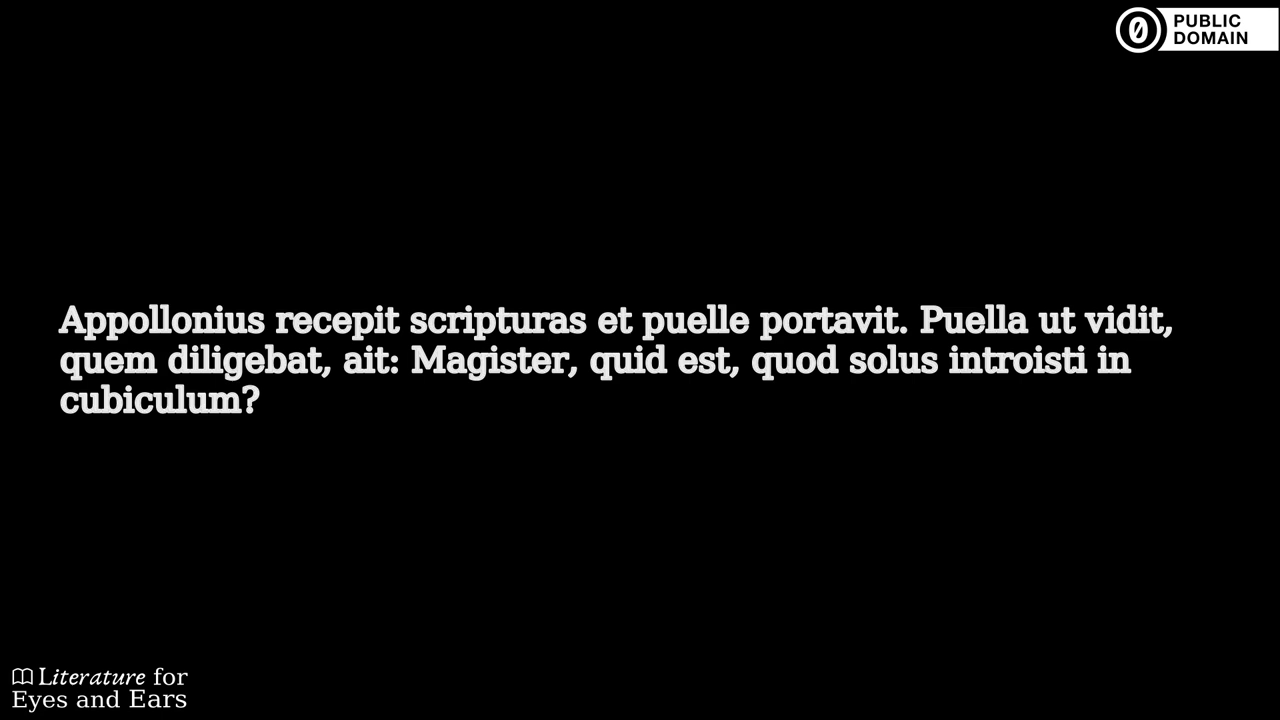 PUBLIC
DOMAIN
Appollonius recepit scripturas et puelle portavit. Puella ut vidit,
quem diligebat, ait: Magister, quid est, quod solus introisti in
cubiculum?
Literature for
Eyes and Ears